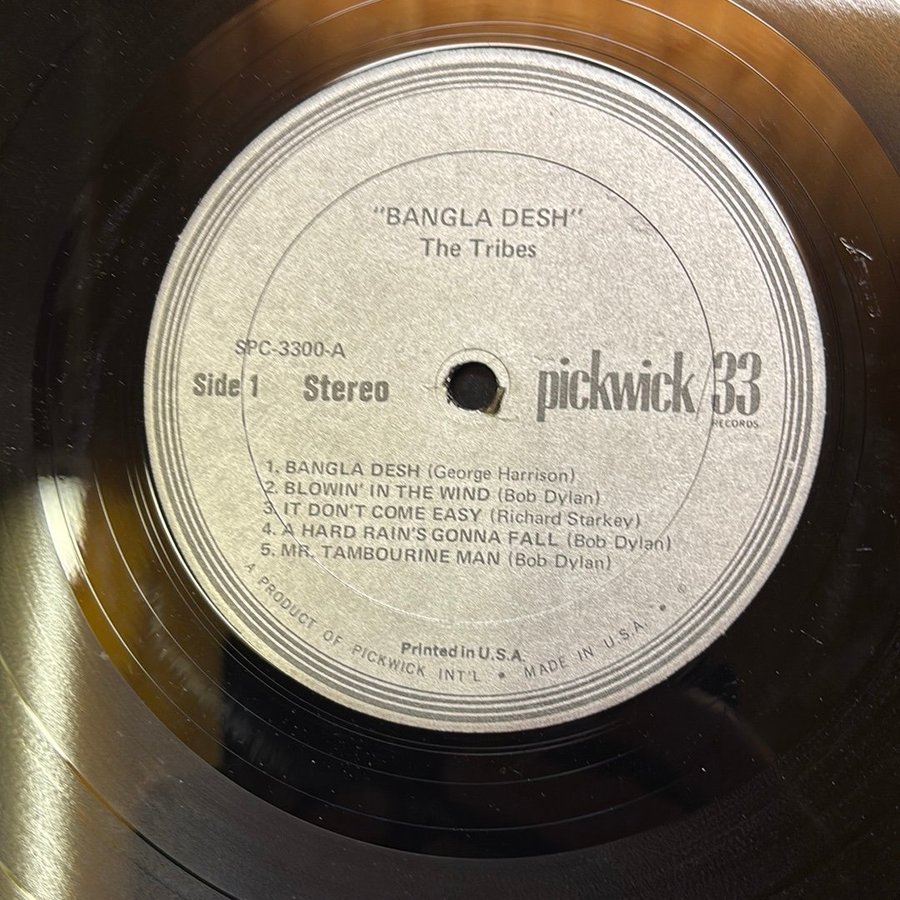 "BANGLA DESH"
The Tribes
SPC-3300-A
Side 1 Stereo
pickwick/33
RECORDS
1. BANGLA DESH (George Harrison)
2. BLOWIN' IN THE WIND (Bob Dylan)
3. IT DON'T COME EASY (Richard Starkey)
4. A HARD RAIN'S GONNA FALL (Bob Dylan)
5. MR. TAMBOURINE MAN (Bob Dylan)
Printed in U.S.A.
A PRODUCT OF PICKWICK INT'L • MADE IN U.S.A. •